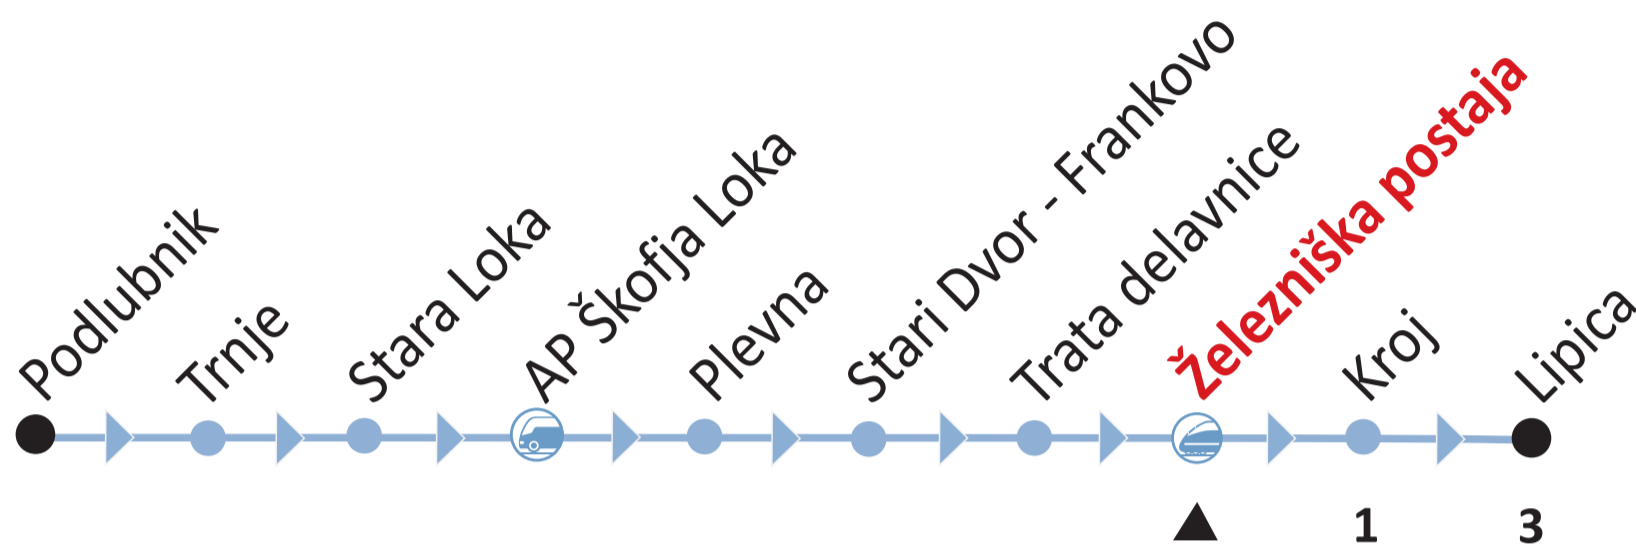 Podlubnik
Trnje
Stara Loka
AP Škofja Loka
Plevna
Stari Dvor - Frankovo
Trata delavnice
Železniška postaja
Kroj
Lipica
1
3